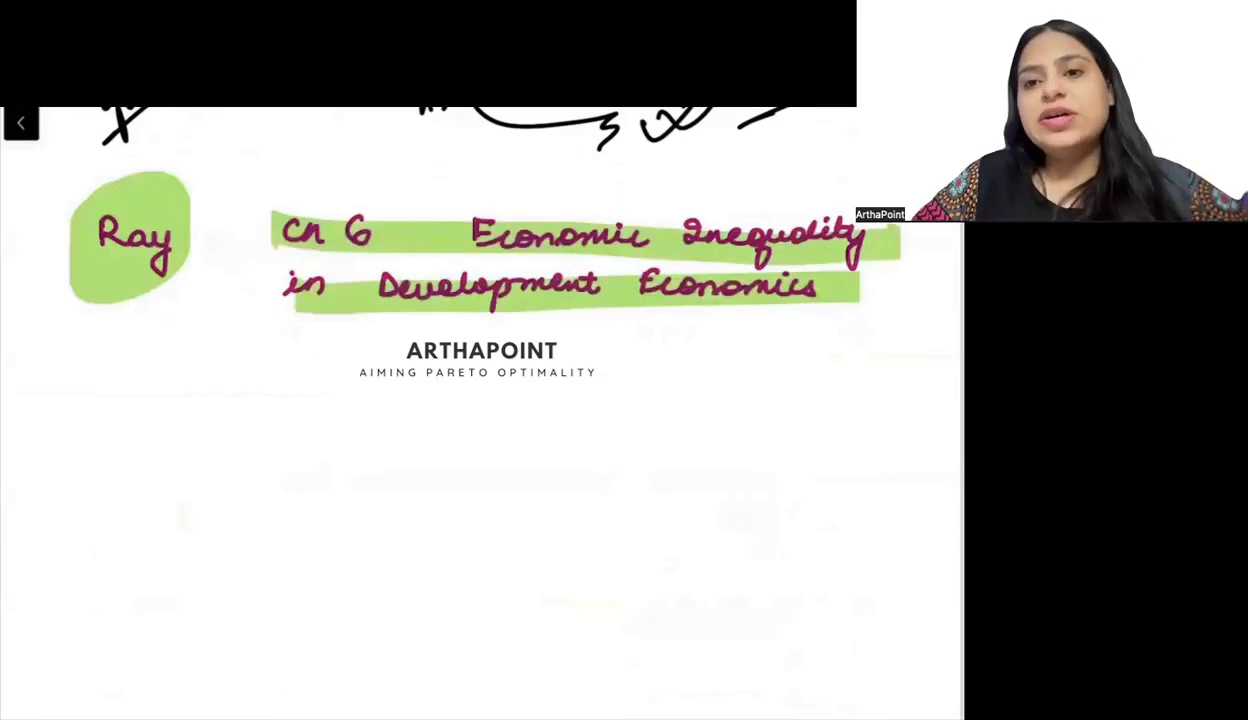 ArthaPoint
Ray Ch 6 Economic Inequality
in Development Economics
ARTHAPOINT
AIMING PARETO OPTIMALITY